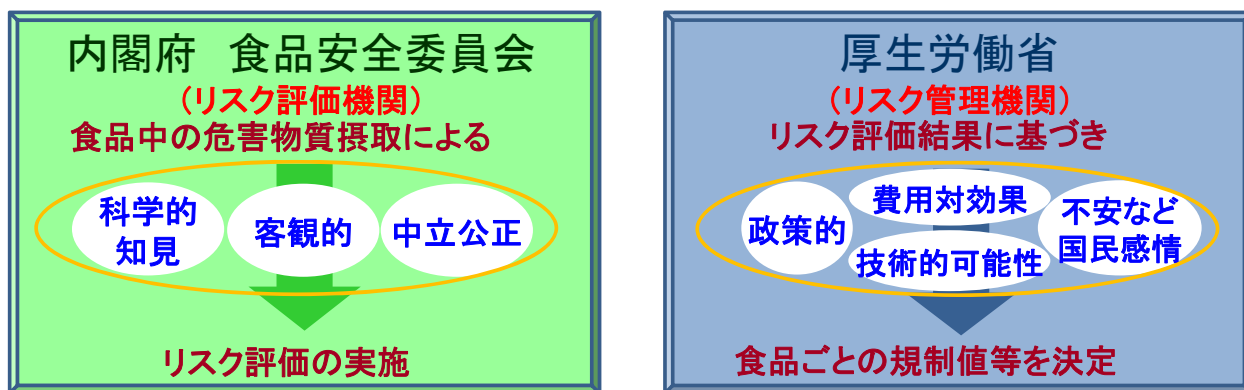 内閣府　食品安全委員会
（リスク評価機関）
食品中の危害物質摂取による
科学的
知見
客観的
中立公正
リスク評価の実施
厚生労働省
（リスク管理機関）
リスク評価結果に基づき
政策的
費用対効果
技術的可能性
不安など
国民感情
食品ごとの規制値等を決定